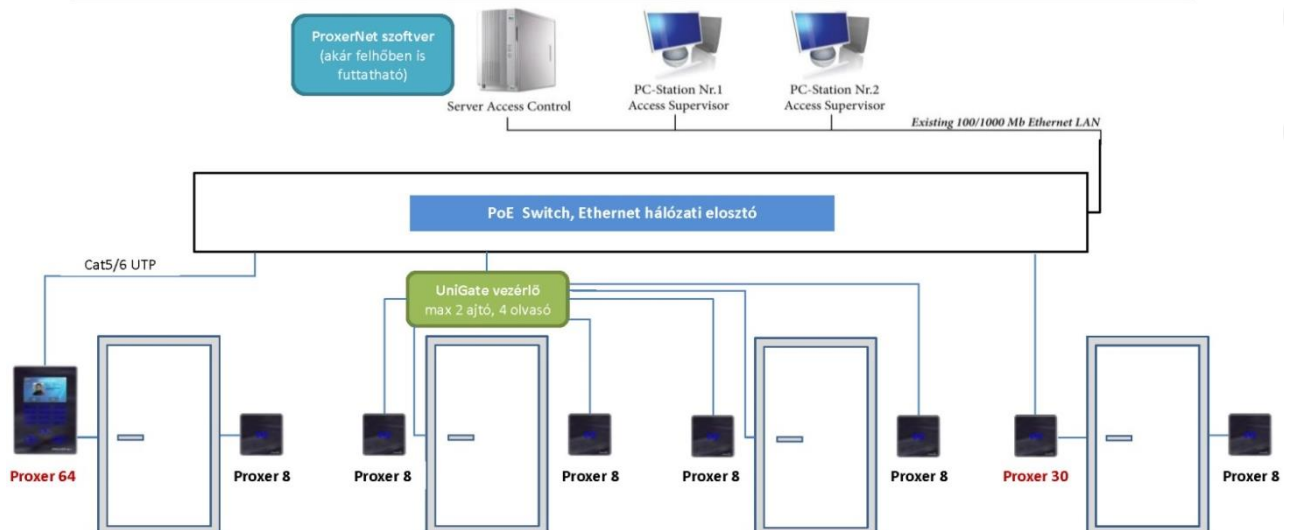 ProxerNet szoftver
(akár felhőben is
futtatható)
Server Access Control
PC-Station Nr.1
Access Supervisor
PC-Station Nr.2
Access Supervisor
Existing 100/1000 Mb Ethernet LAN
PoE Switch, Ethernet hálózati elosztó
Cat5/6 UTP
UniGate vezérlő
max 2 ajtó, 4 olvasó
Proxer 64
Proxer 8
Proxer 8
Proxer 8
Proxer 8
Proxer 8
Proxer 30
Proxer 8